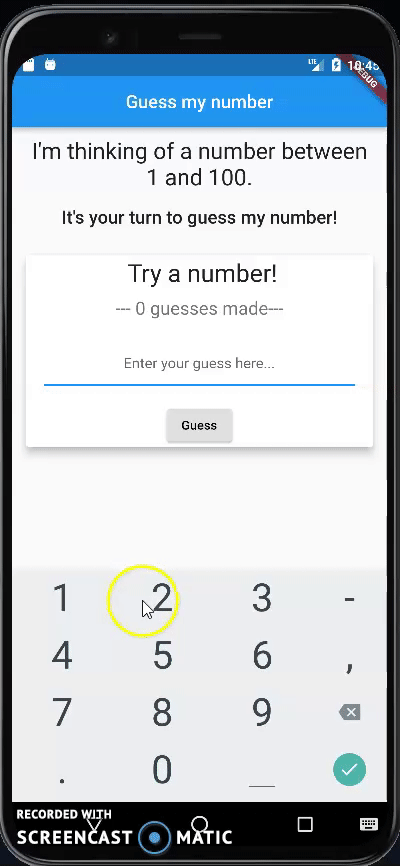 LTE 10:45
DEBUG
Guess my number
I'm thinking of a number between
1 and 100.
It's your turn to guess my number!
Try a number!
--- 0 guesses made---
Enter your guess here...
Guess
1 2 3 -
4 5 6 ,
7 8 9
. 0 _
RECORDED WITH
SCREENCAST MATIC